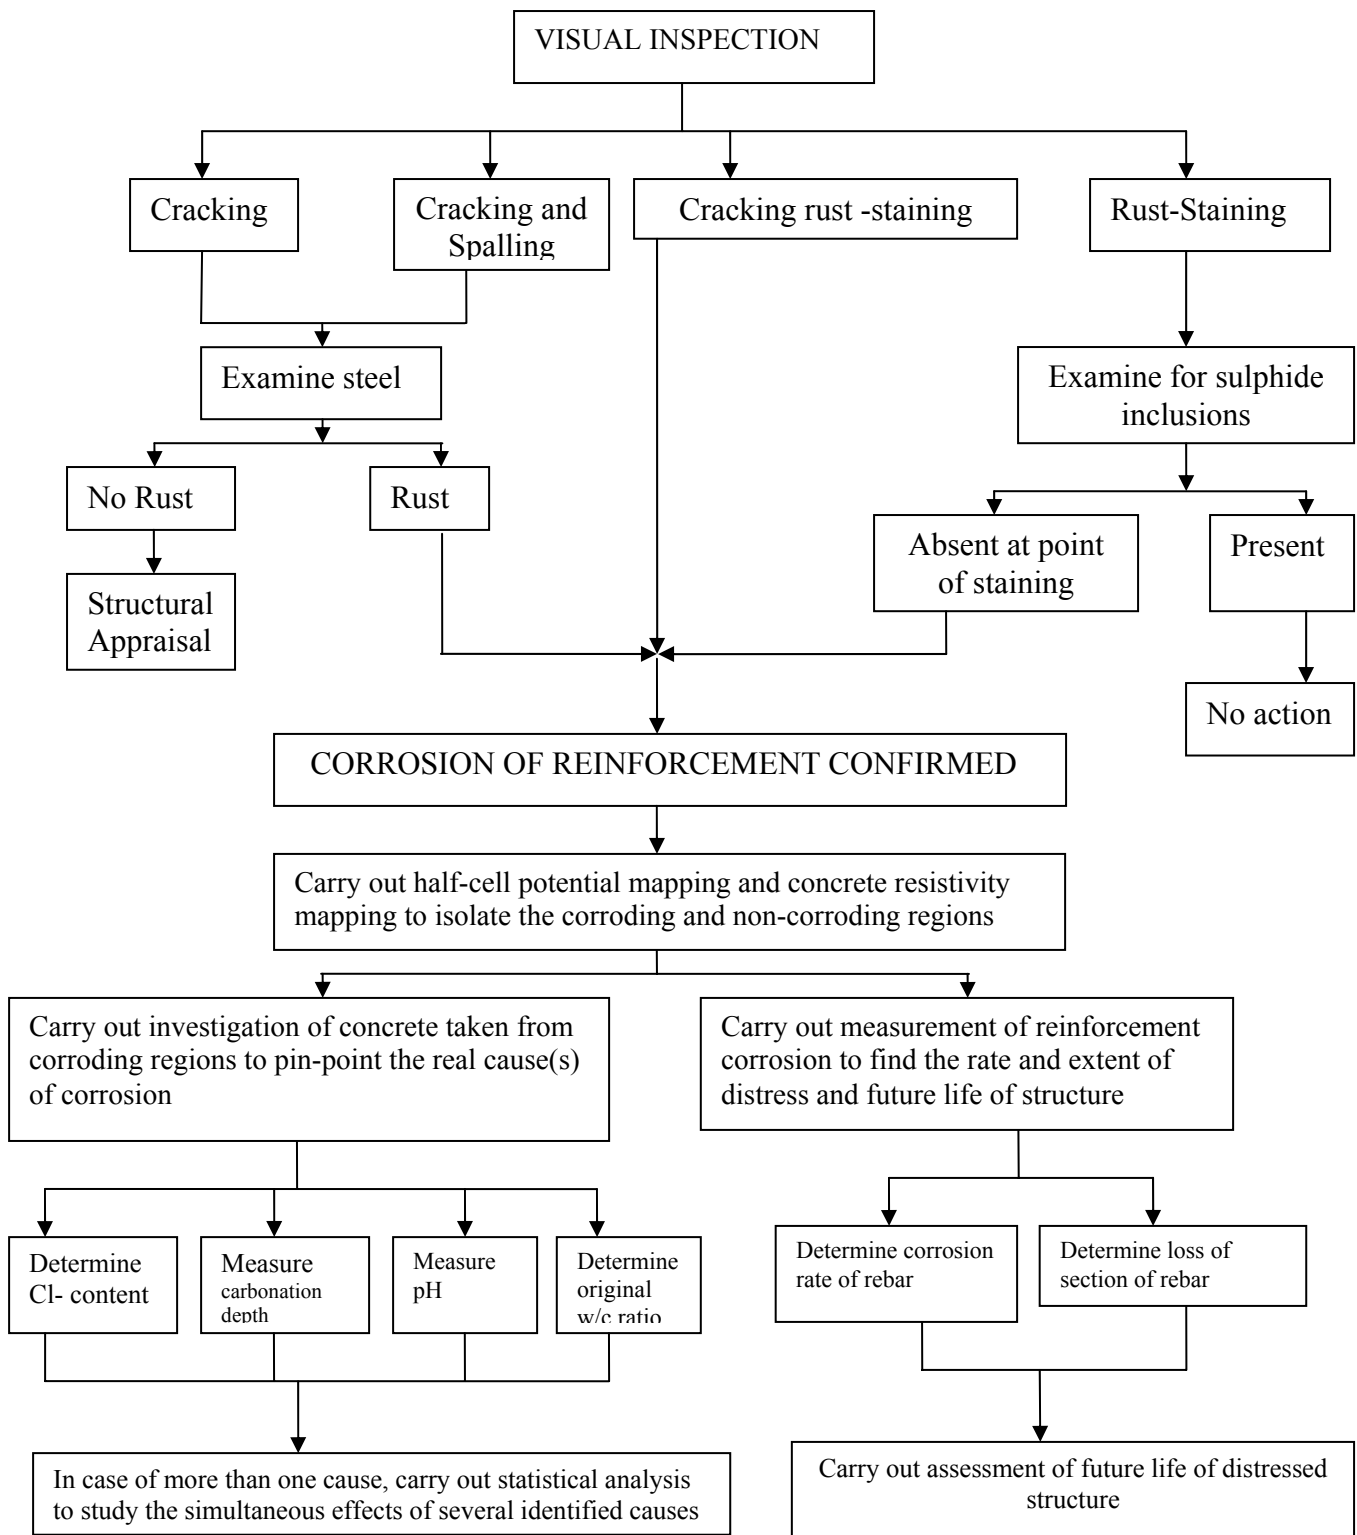 VISUAL INSPECTION
Cracking
Cracking and
Spalling
Cracking rust -staining
Rust-Staining
Examine steel
Examine for sulphide
inclusions
No Rust
Rust
Absent at point
of staining
Present
Structural
Appraisal
No action
CORROSION OF REINFORCEMENT CONFIRMED
Carry out half-cell potential mapping and concrete resistivity
mapping to isolate the corroding and non-corroding regions
Carry out investigation of concrete taken from
corroding regions to pin-point the real cause(s)
of corrosion
Carry out measurement of reinforcement
corrosion to find the rate and extent of
distress and future life of structure
Determine
Cl- content
Measure
carbonation
depth
Measure
pH
Determine
original
w/c ratio
Determine corrosion
rate of rebar
Determine loss of
section of rebar
In case of more than one cause, carry out statistical analysis
to study the simultaneous effects of several identified causes
Carry out assessment of future life of distressed
structure